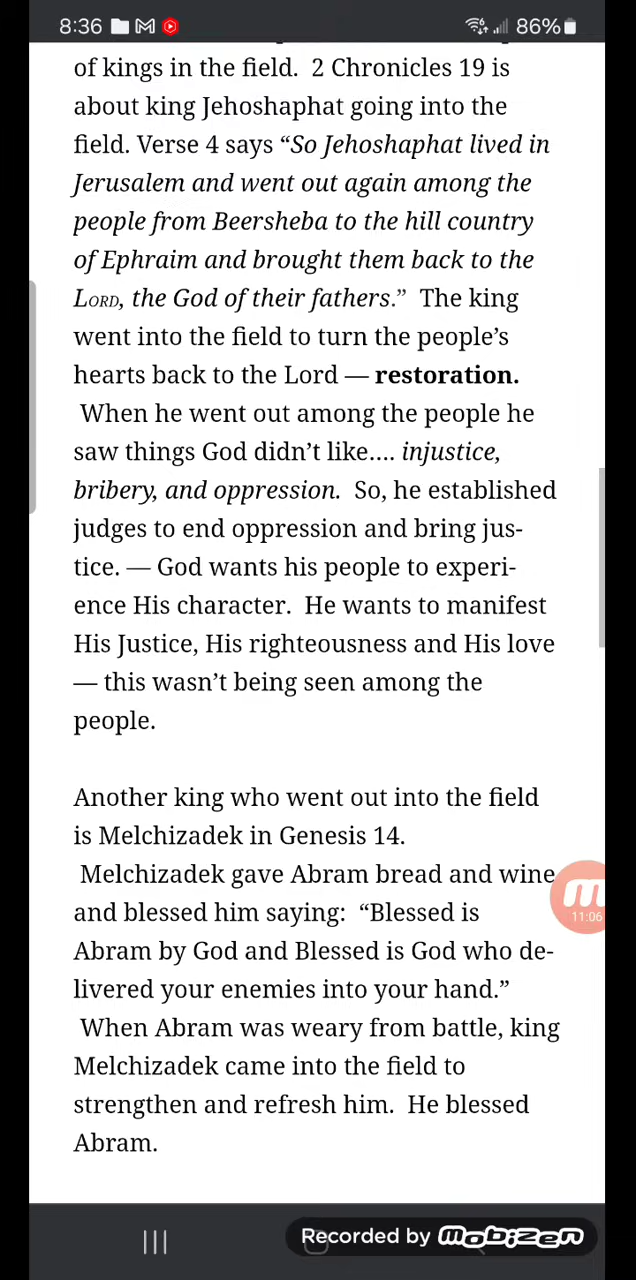 8:36
86%
of kings in the field.  2 Chronicles 19 is
about king Jehoshaphat going into the
field. Verse 4 says “So Jehoshaphat lived in
Jerusalem and went out again among the
people from Beersheba to the hill country
of Ephraim and brought them back to the
LORD, the God of their fathers.”  The king
went into the field to turn the people’s
hearts back to the Lord — restoration.
When he went out among the people he
saw things God didn’t like…. injustice,
bribery, and oppression.  So, he established
judges to end oppression and bring jus-
tice. — God wants his people to experi-
ence His character.  He wants to manifest
His Justice, His righteousness and His love
— this wasn’t being seen among the
people.
Another king who went out into the field
is Melchizadek in Genesis 14.
Melchizadek gave Abram bread and wine
and blessed him saying:  “Blessed is
Abram by God and Blessed is God who de-
livered your enemies into your hand.”
When Abram was weary from battle, king
Melchizadek came into the field to
strengthen and refresh him.  He blessed
Abram.
11:06
Recorded by mobizen